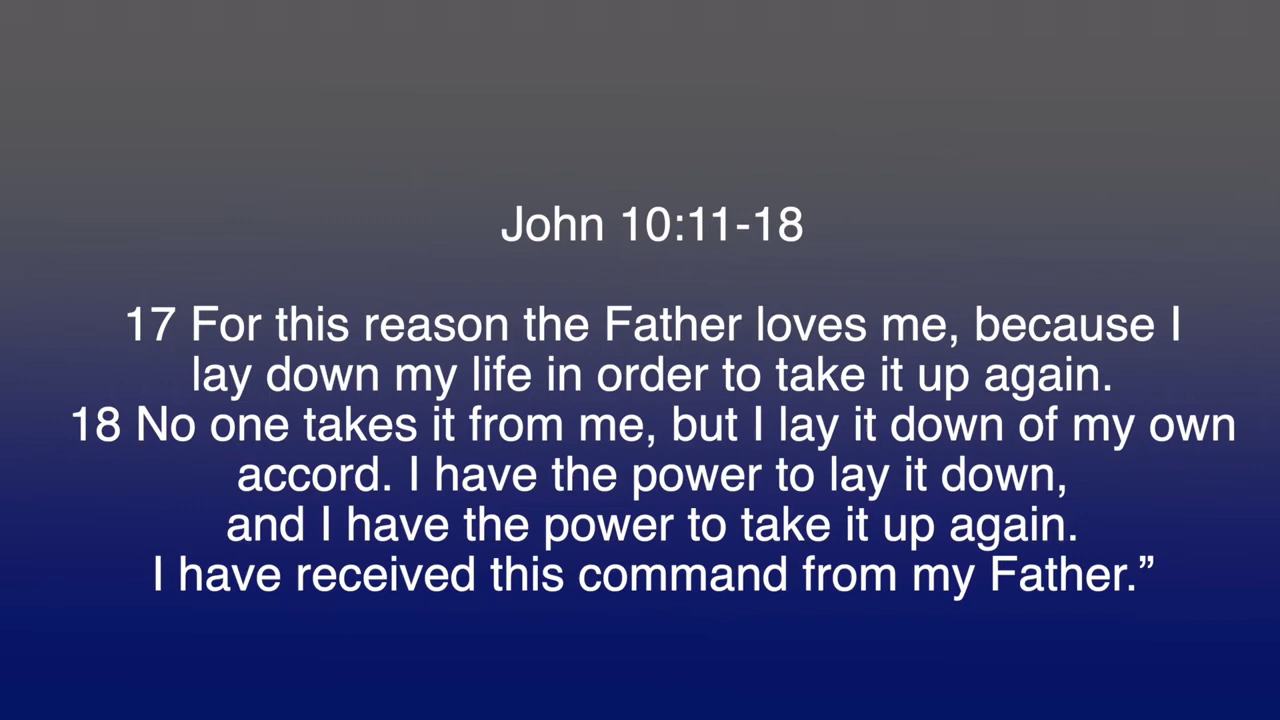 John 10:11-18
17 For this reason the Father loves me, because I
lay down my life in order to take it up again.
18 No one takes it from me, but I lay it down of my own
accord. I have the power to lay it down,
and I have the power to take it up again.
I have received this command from my Father.”